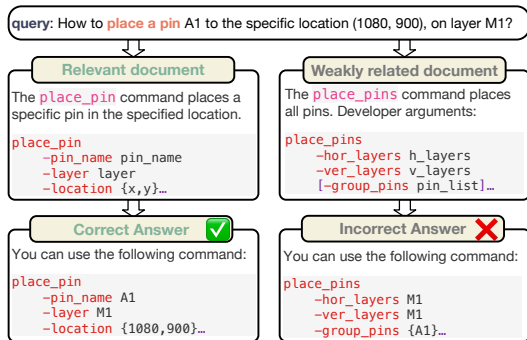 query: How to place a pin A1 to the specific location (1080, 900), on layer M1?
Relevant document
The place_pin command places a
specific pin in the specified location.
place_pin
-pin_name pin_name
-layer layer
-location {x,y}…
Correct Answer
You can use the following command:
place_pin
-pin_name A1
-layer M1
-location {1080,900}…
Weakly related document
The place_pins command places
all pins. Developer arguments:
place_pins
-hor_layers h_layers
-ver_layers v_layers
[-group_pins pin_list]…
Incorrect Answer
You can use the following command:
place_pins
-hor_layers M1
-ver_layers M1
-group_pins {A1}…